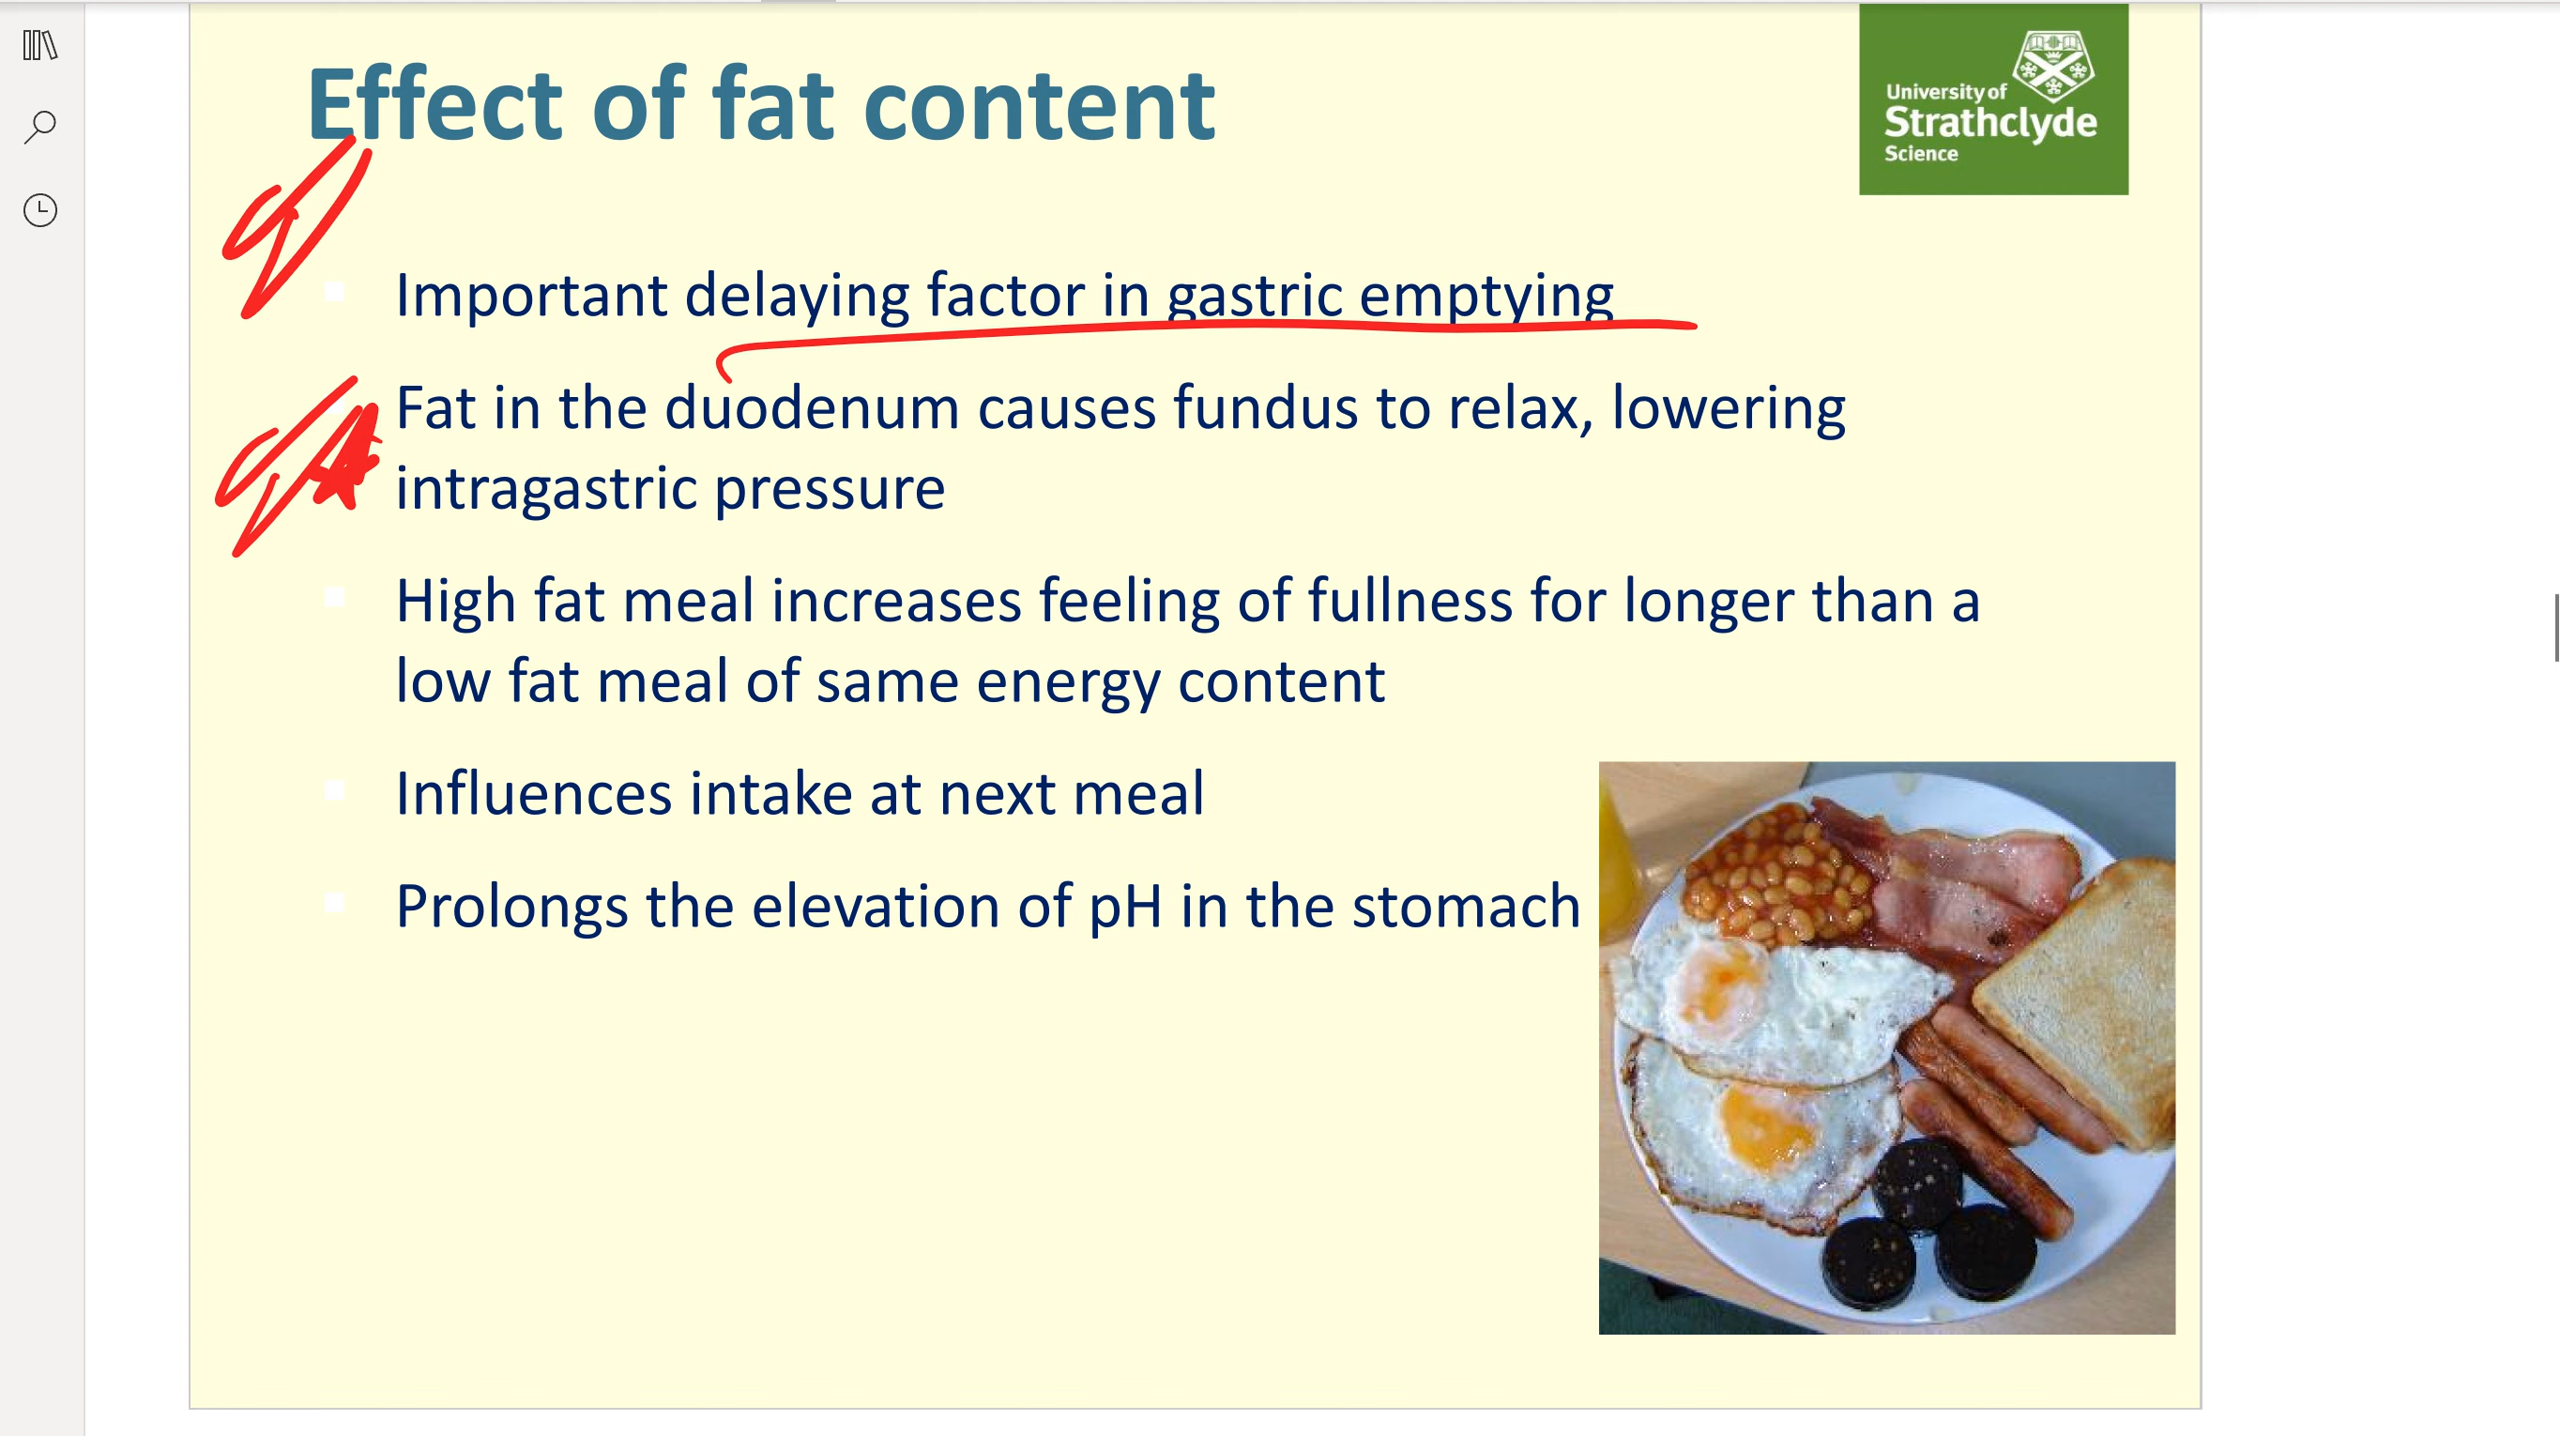 Effect of fat content
University of
Strathclyde
Science
Important delaying factor in gastric emptying
Fat in the duodenum causes fundus to relax, lowering
intragastric pressure
High fat meal increases feeling of fullness for longer than a
low fat meal of same energy content
Influences intake at next meal
Prolongs the elevation of pH in the stomach